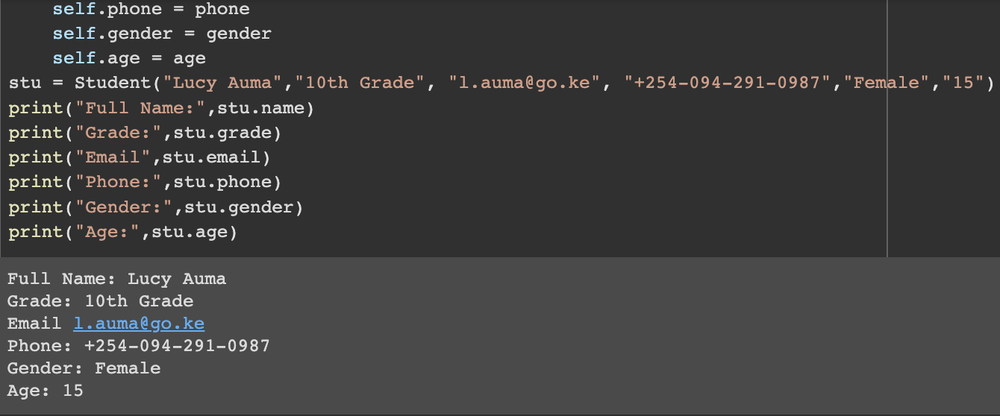 self.phone = phone
self.gender = gender
self.age = age
stu = Student("Lucy Auma","10th Grade", "l.auma@go.ke", "+254-094-291-0987","Female","15")
print("Full Name:",stu.name)
print("Grade:",stu.grade)
print("Email",stu.email)
print("Phone:",stu.phone)
print("Gender:",stu.gender)
print("Age:",stu.age)
Full Name: Lucy Auma
Grade: 10th Grade
Email l.auma@go.ke
Phone: +254-094-291-0987
Gender: Female
Age: 15